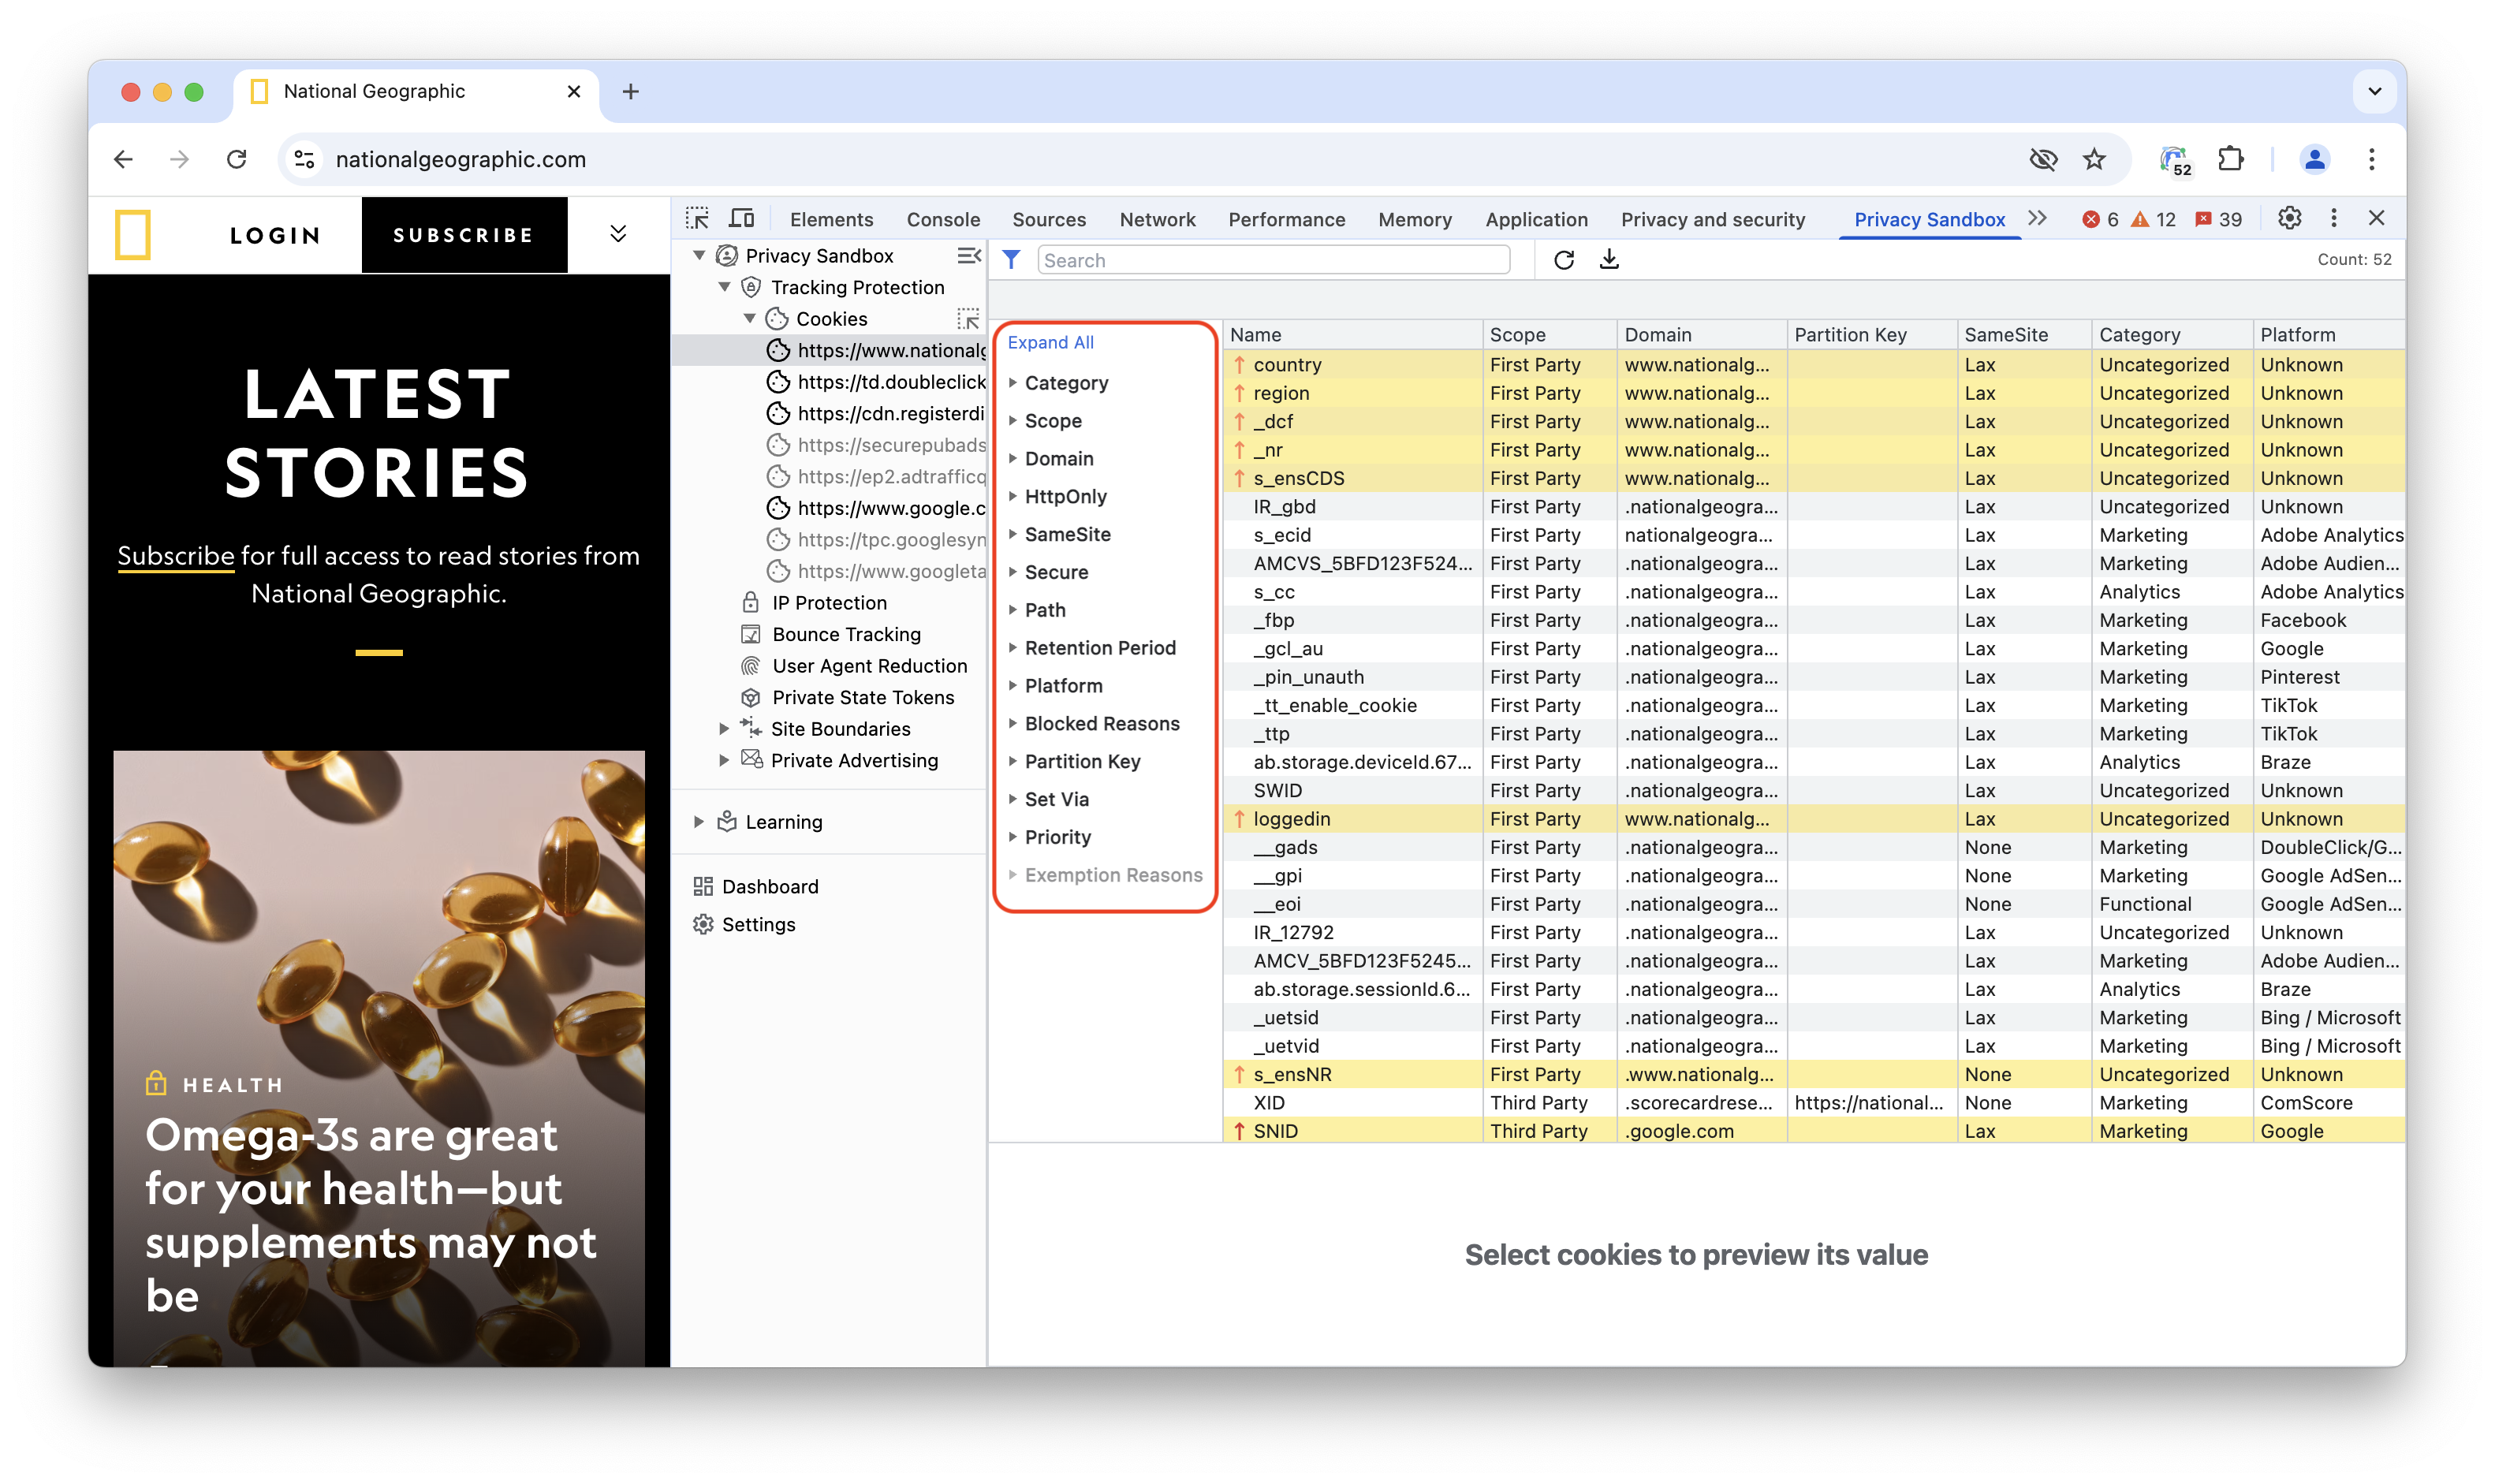 National Geographic
nationalgeographic.com
52
LOGIN
SUBSCRIBE
LATEST
STORIES
Subscribe for full access to read stories from
National Geographic.
HEALTH
Omega-3s are great
for your health—but
supplements may not
be
Elements Console Sources Network Performance Memory Application Privacy and security Privacy Sandbox 6 12 39
Privacy Sandbox
Tracking Protection
Cookies
https://www.nationalg
https://td.doubleclick
https://cdn.registerdi
https://securepubads
https://ep2.adtrafficq
https://www.google.c
https://tpc.googlesyn
https://www.googleta
IP Protection
Bounce Tracking
User Agent Reduction
Private State Tokens
Site Boundaries
Private Advertising
Learning
Dashboard
Settings
Search
Count: 52
Expand All
Category
Scope
Domain
HttpOnly
SameSite
Secure
Path
Retention Period
Platform
Blocked Reasons
Partition Key
Set Via
Priority
Exemption Reasons
Name Scope Domain Partition Key SameSite Category Platform
country First Party www.nationalg... Lax Uncategorized Unknown
region First Party www.nationalg... Lax Uncategorized Unknown
_dcf First Party www.nationalg... Lax Uncategorized Unknown
_nr First Party www.nationalg... Lax Uncategorized Unknown
s_ensCDS First Party www.nationalg... Lax Uncategorized Unknown
IR_gbd First Party .nationalgeogra... Lax Uncategorized Unknown
s_ecid First Party nationalgeogra... Lax Marketing Adobe Analytics
AMCVS_5BFD123F524... First Party .nationalgeogra... Lax Marketing Adobe Audien...
s_cc First Party .nationalgeogra... Lax Analytics Adobe Analytics
_fbp First Party .nationalgeogra... Lax Marketing Facebook
_gcl_au First Party .nationalgeogra... Lax Marketing Google
_pin_unauth First Party .nationalgeogra... Lax Marketing Pinterest
_tt_enable_cookie First Party .nationalgeogra... Lax Marketing TikTok
_ttp First Party .nationalgeogra... Lax Marketing TikTok
ab.storage.deviceId.67... First Party .nationalgeogra... Lax Analytics Braze
SWID First Party .nationalgeogra... Lax Uncategorized Unknown
loggedin First Party www.nationalg... Lax Uncategorized Unknown
__gads First Party .nationalgeogra... None Marketing DoubleClick/G...
__gpi First Party .nationalgeogra... None Marketing Google AdSen...
__eoi First Party .nationalgeogra... None Functional Google AdSen...
IR_12792 First Party .nationalgeogra... Lax Uncategorized Unknown
AMCV_5BFD123F5245... First Party .nationalgeogra... Lax Marketing Adobe Audien...
ab.storage.sessionId.6... First Party .nationalgeogra... Lax Analytics Braze
_uetsid First Party .nationalgeogra... Lax Marketing Bing / Microsoft
_uetvid First Party .nationalgeogra... Lax Marketing Bing / Microsoft
s_ensNR First Party .www.nationalg... None Uncategorized Unknown
XID Third Party .scorecardrese... https://national... None Marketing ComScore
SNID Third Party .google.com Lax Marketing Google
Select cookies to preview its value